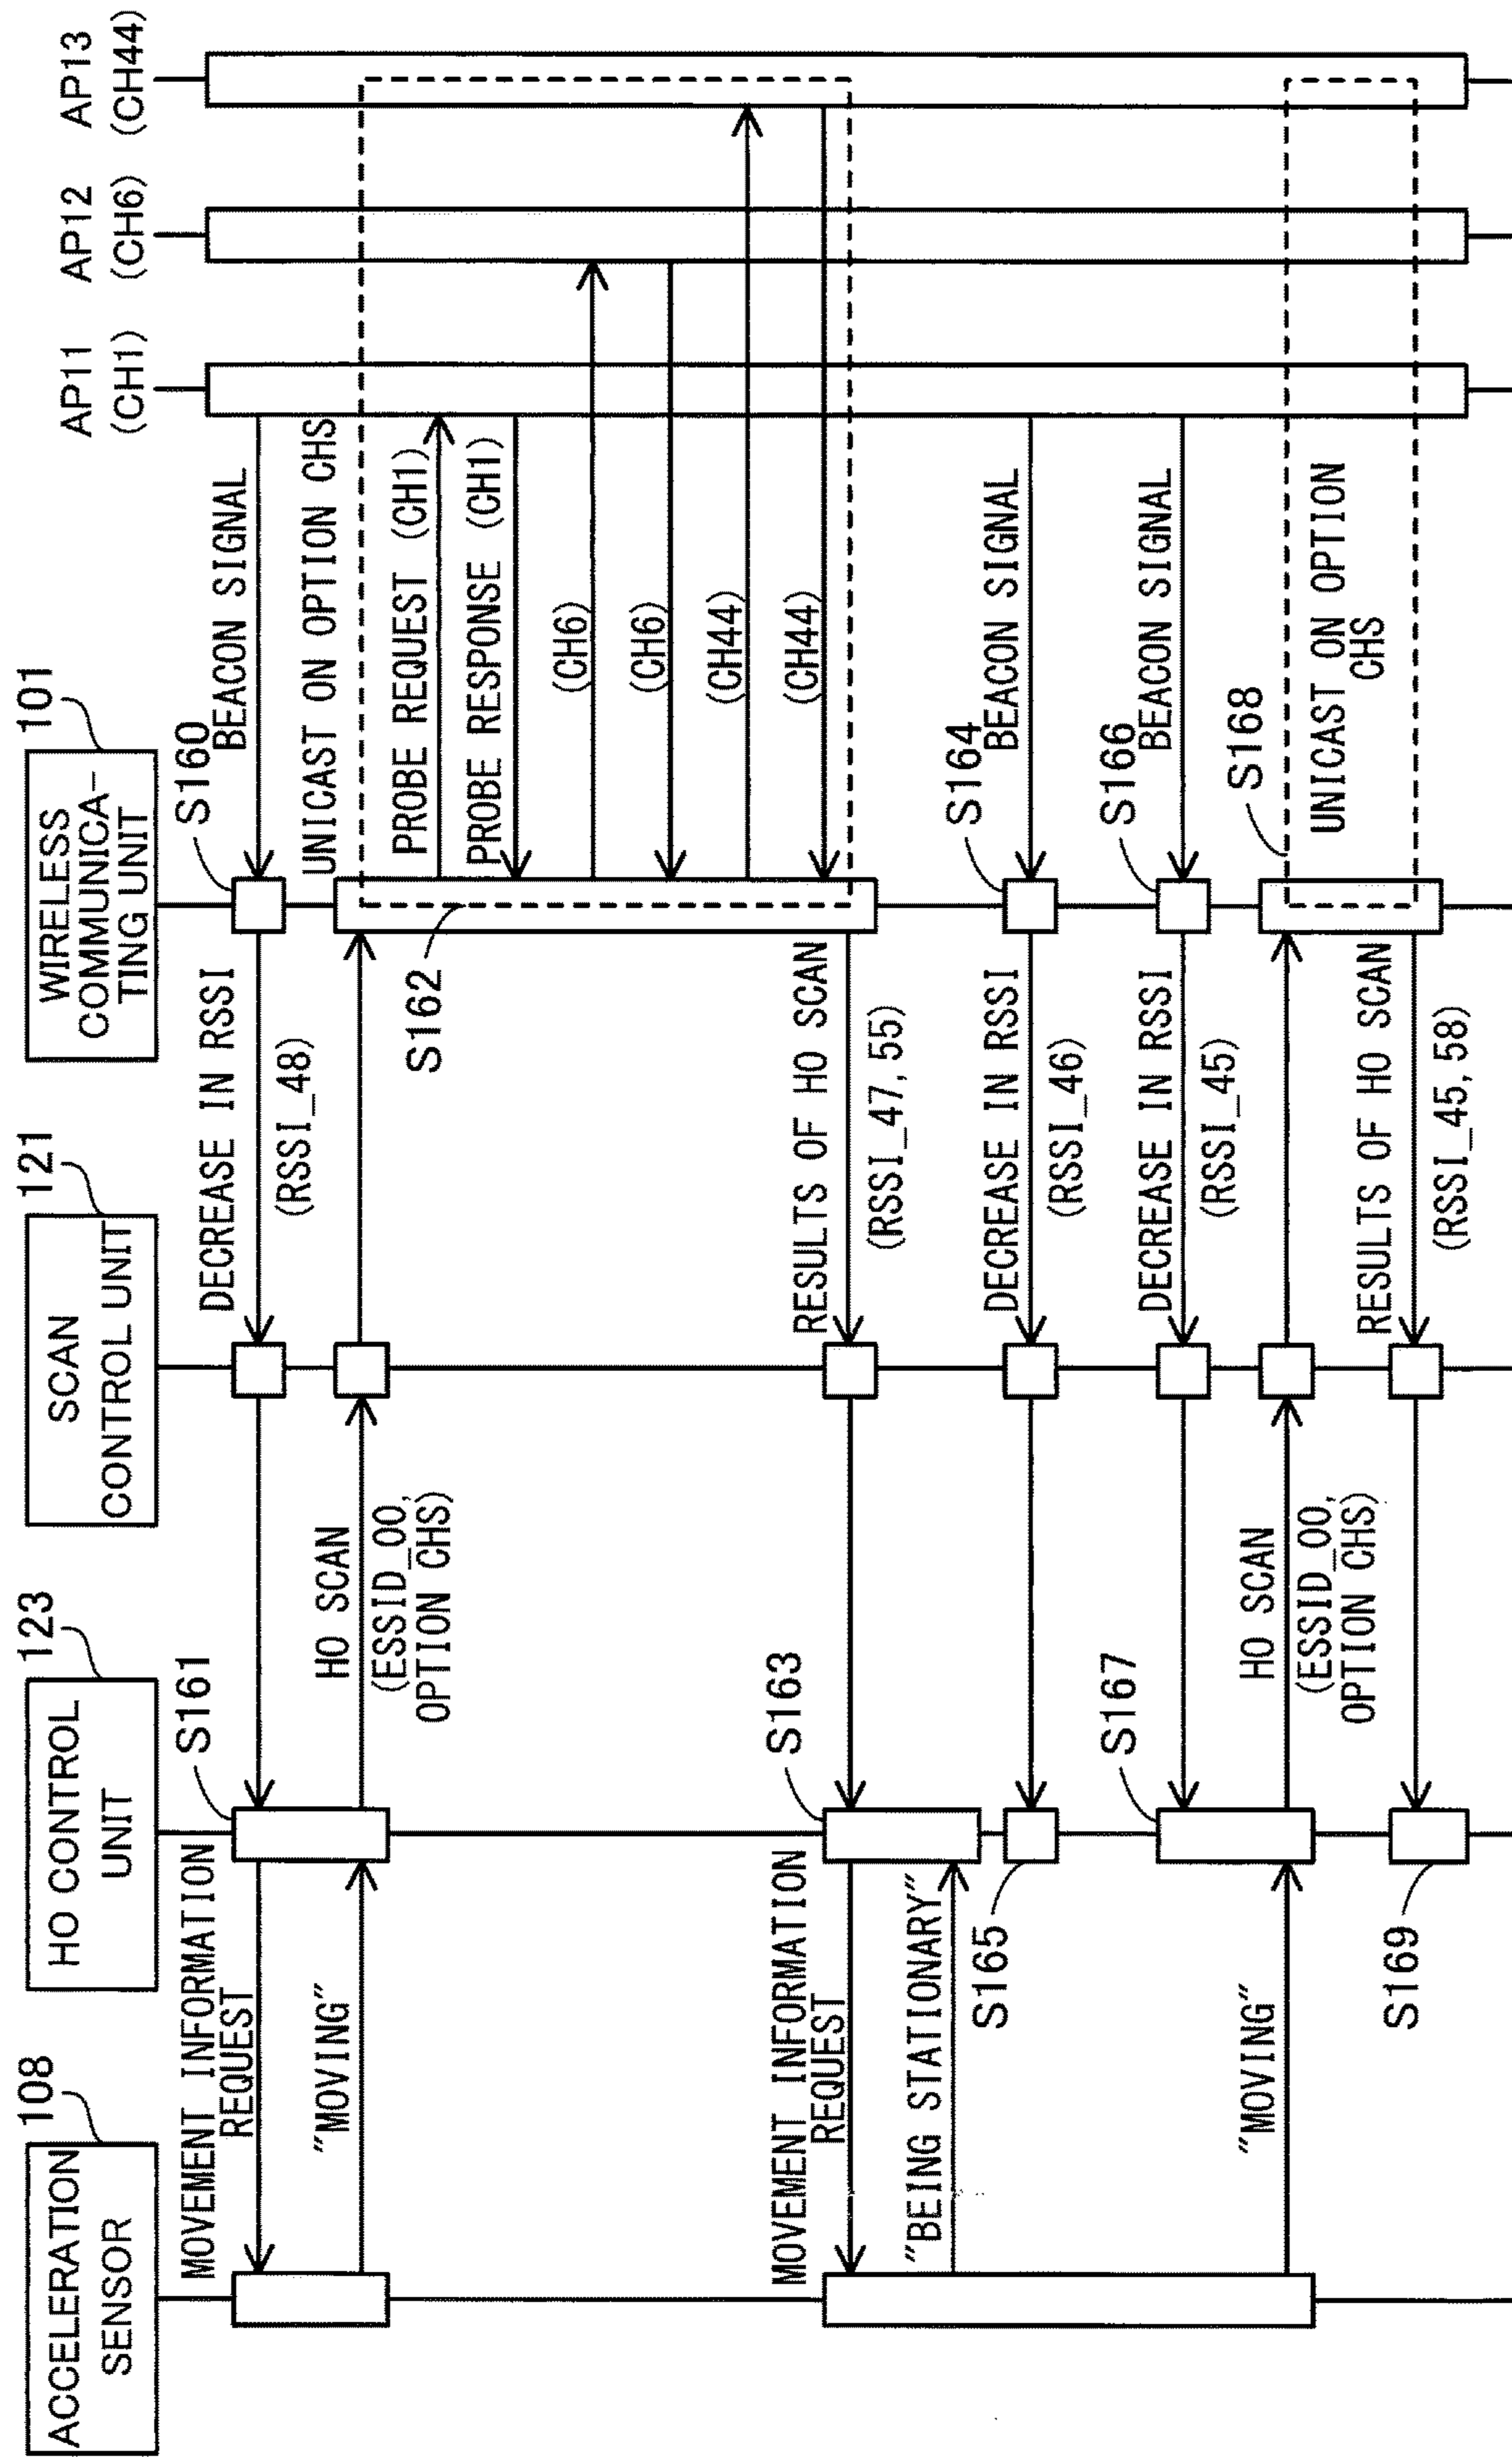 ACCELERATION
SENSOR
108
HO CONTROL
UNIT
123
SCAN
CONTROL UNIT
121
WIRELESS
COMMUNICA-
TING UNIT
101
AP11
(CH1)
AP12
(CH6)
AP13
(CH44)
MOVEMENT INFORMATION
REQUEST
S161
DECREASE IN RSSI
(RSSI_48)
S160
BEACON SIGNAL
"MOVING"
HO SCAN
(ESSID_00,
OPTION CHS)
S162
UNICAST ON OPTION CHS
PROBE REQUEST (CH1)
PROBE RESPONSE (CH1)
(CH6)
(CH6)
(CH44)
(CH44)
MOVEMENT INFORMATION
REQUEST
S163
RESULTS OF HO SCAN
(RSSI_47, 55)
"BEING STATIONARY"
S165
DECREASE IN RSSI
(RSSI_46)
S164
BEACON SIGNAL
S167
DECREASE IN RSSI
(RSSI_45)
S166
BEACON SIGNAL
"MOVING"
HO SCAN
(ESSID_00,
OPTION CHS)
S168
UNICAST ON OPTION
CHS
S169
RESULTS OF HO SCAN
(RSSI_45, 58)